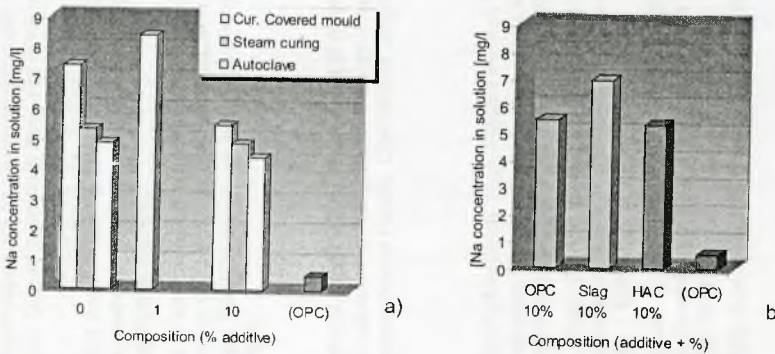 Cur. Covered mould
Steam curing
Autoclave
Na concentration in solution [mg/l]
9
8
7
6
5
4
3
2
1
0
0 1 10 (OPC)
Composition (% additive)
a)
[Na concentration in solution [mg/l
9
8
7
6
5
4
3
2
1
0
OPC Slag HAC (OPC)
10% 10% 10%
Composition (additive + %)
b